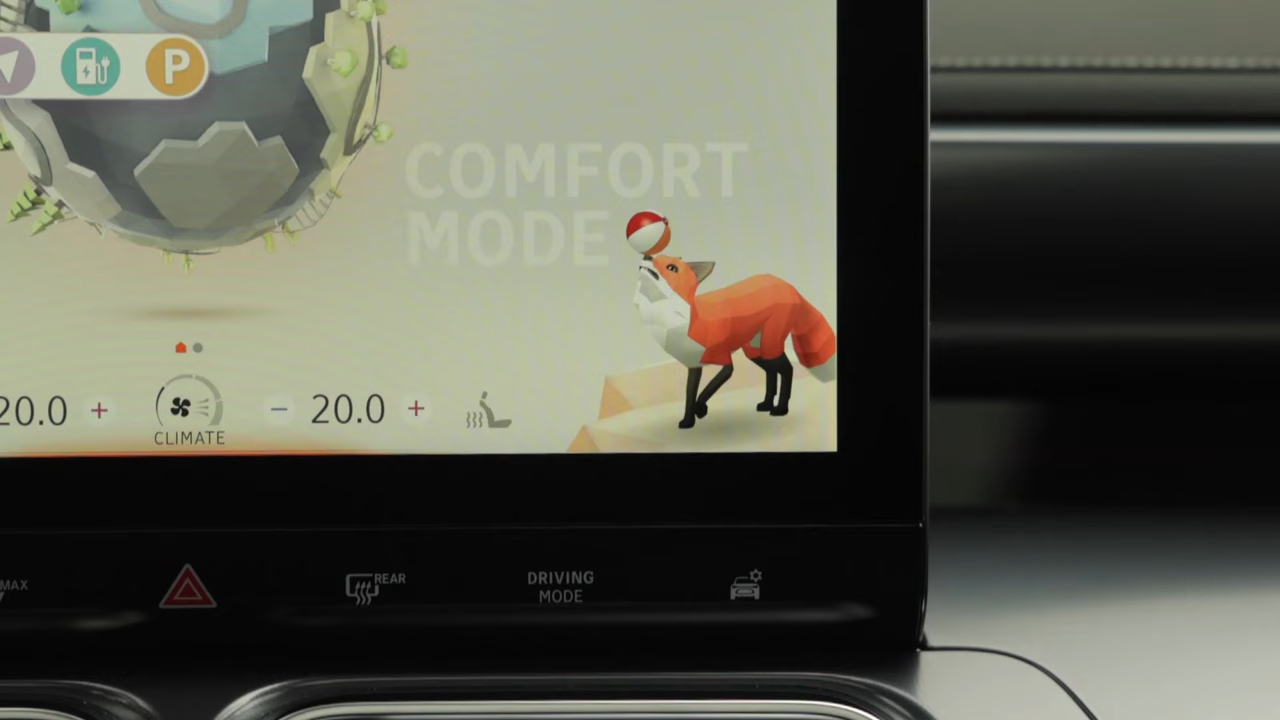 P
COMFORT
MODE
20.0 +
− 20.0 +
CLIMATE
MAX
REAR
DRIVING
MODE